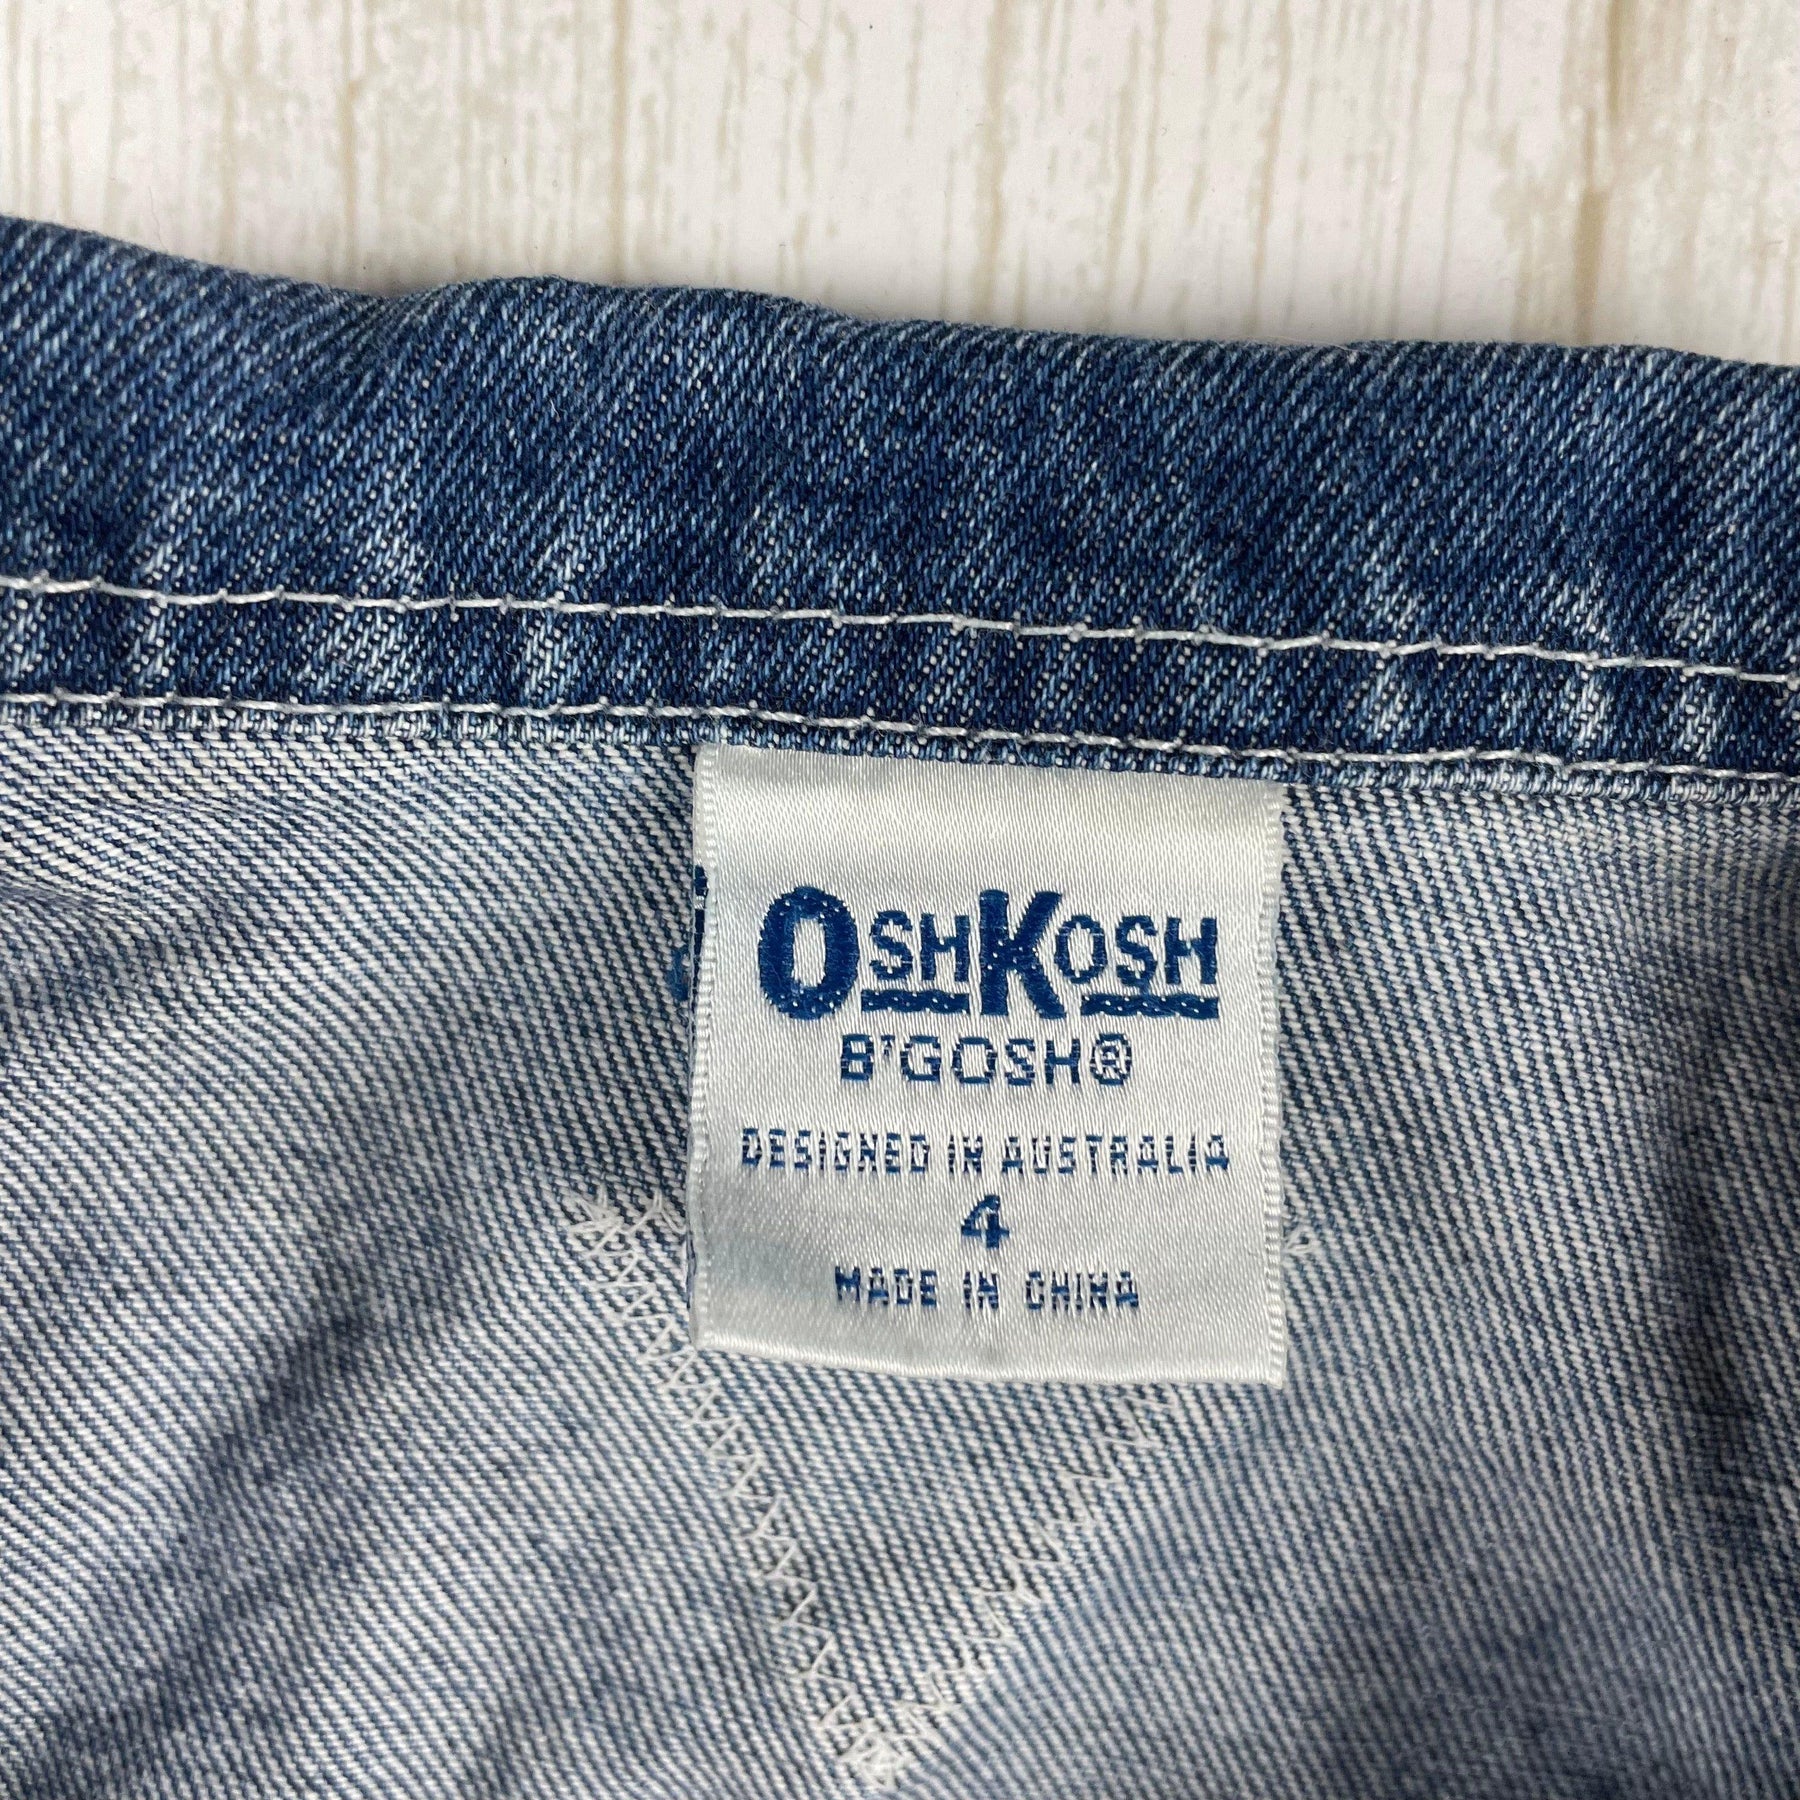 OSHKOSH
B'GOSH®
DESIGNED IN AUSTRALIA
4
MADE IN CHINA